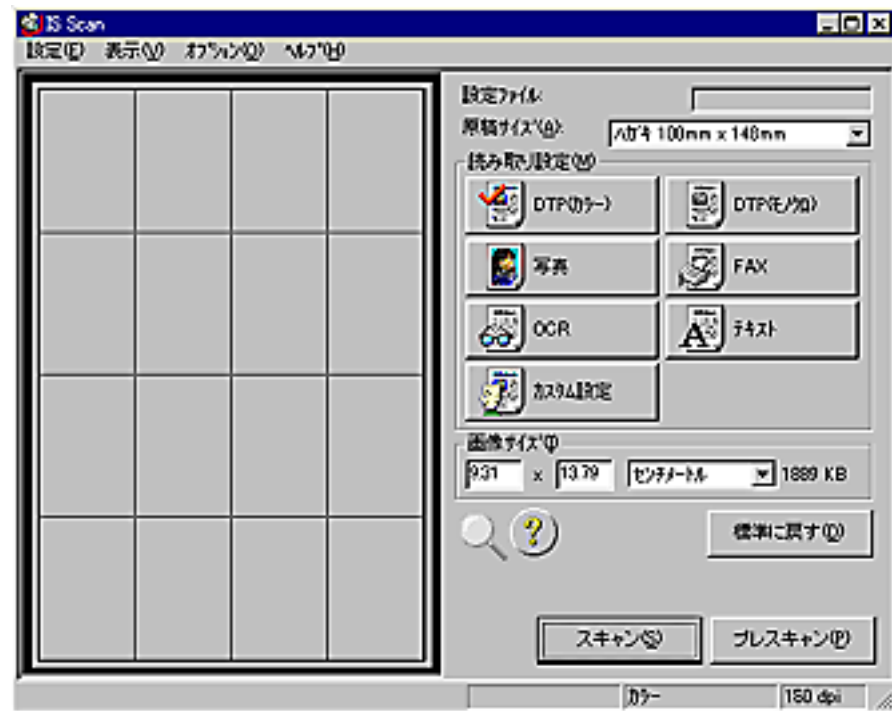 IS Scan
設定(E) 表示(V) オプション(O) ヘルプ(H)
設定ファイル:
原稿サイズ(A): ハガキ 100mm x 148mm
読み取り設定(M)
DTP(カラー) DTP(モノクロ)
写真 FAX
OCR テキスト
カスタム設定
画像サイズ(I)
9.31 x 13.79 センチメートル 1889 KB
標準に戻す(D)
スキャン(S) プレスキャン(P)
カラー 150 dpi